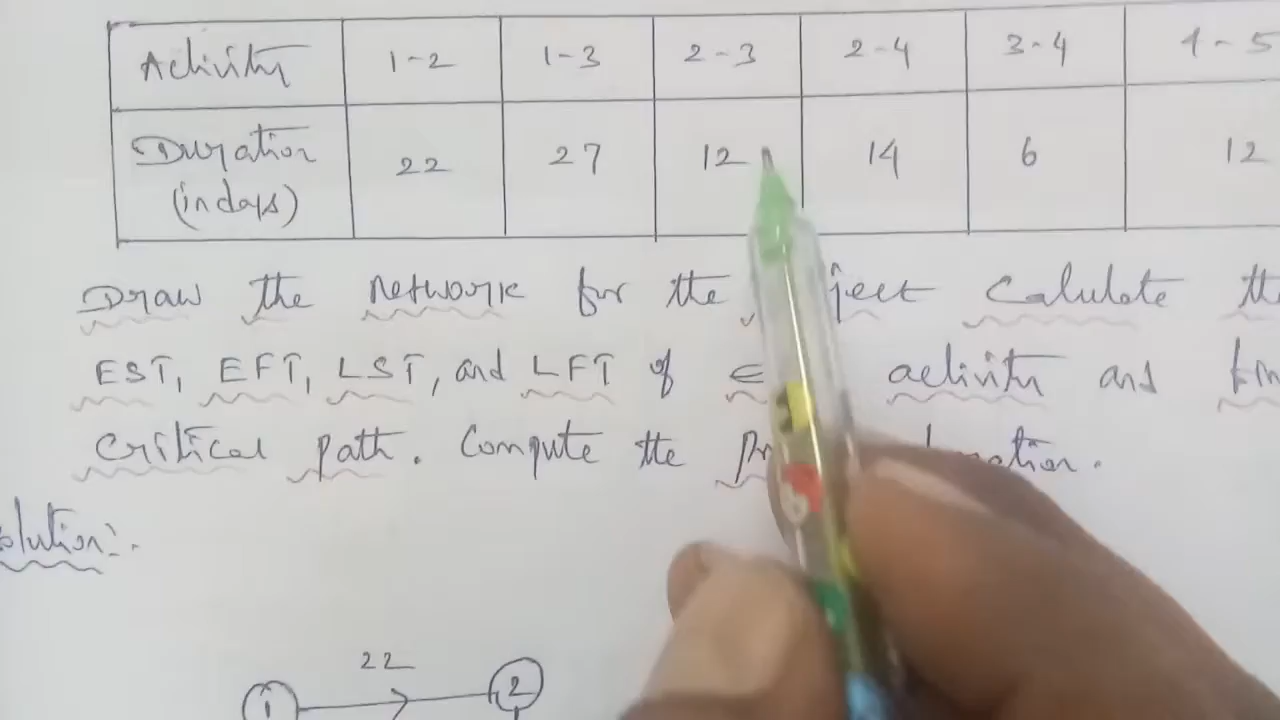 Activity 1-2 1-3 2-3 2-4 3-4 4-5
Duration 22 27 12 14 6 12
(in days)
Draw the network for the ject Calulate the
EST, EFT, LST, and LFT of activity and
Critical path. Compute the
olution:-
22
1 2